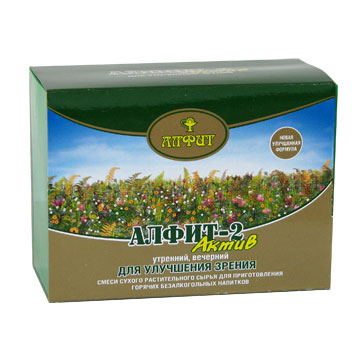 АЛФИТ
НОВАЯ
УЛУЧШЕННАЯ
ФОРМУЛА
АЛФИТ-2
Актив
утренний, вечерний
ДЛЯ УЛУЧШЕНИЯ ЗРЕНИЯ
СМЕСИ СУХОГО РАСТИТЕЛЬНОГО СЫРЬЯ ДЛЯ ПРИГОТОВЛЕНИЯ
ГОРЯЧИХ БЕЗАЛКОГОЛЬНЫХ НАПИТКОВ